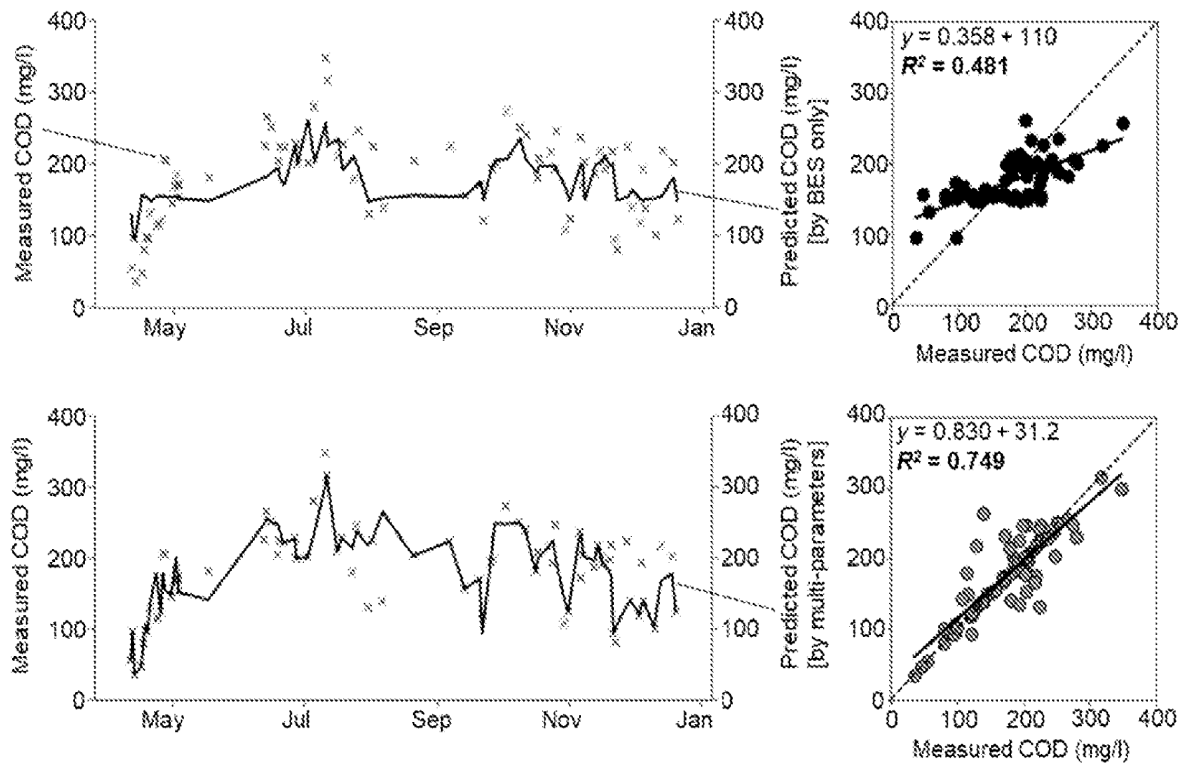 Measured COD (mg/l)
400
300
200
100
0
May
Jul
Sep
Nov
Jan
400
300
200
100
0
Predicted COD (mg/l)
[by BES only]
400
300
200
100
0
y = 0.358 + 110
R² = 0.481
0
100
200
300
400
Measured COD (mg/l)
Measured COD (mg/l)
400
300
200
100
0
May
Jul
Sep
Nov
Jan
400
300
200
100
0
Predicted COD (mg/l)
[by multi-parameters]
400
300
200
100
0
y = 0.830 + 31.2
R² = 0.749
0
100
200
300
400
Measured COD (mg/l)